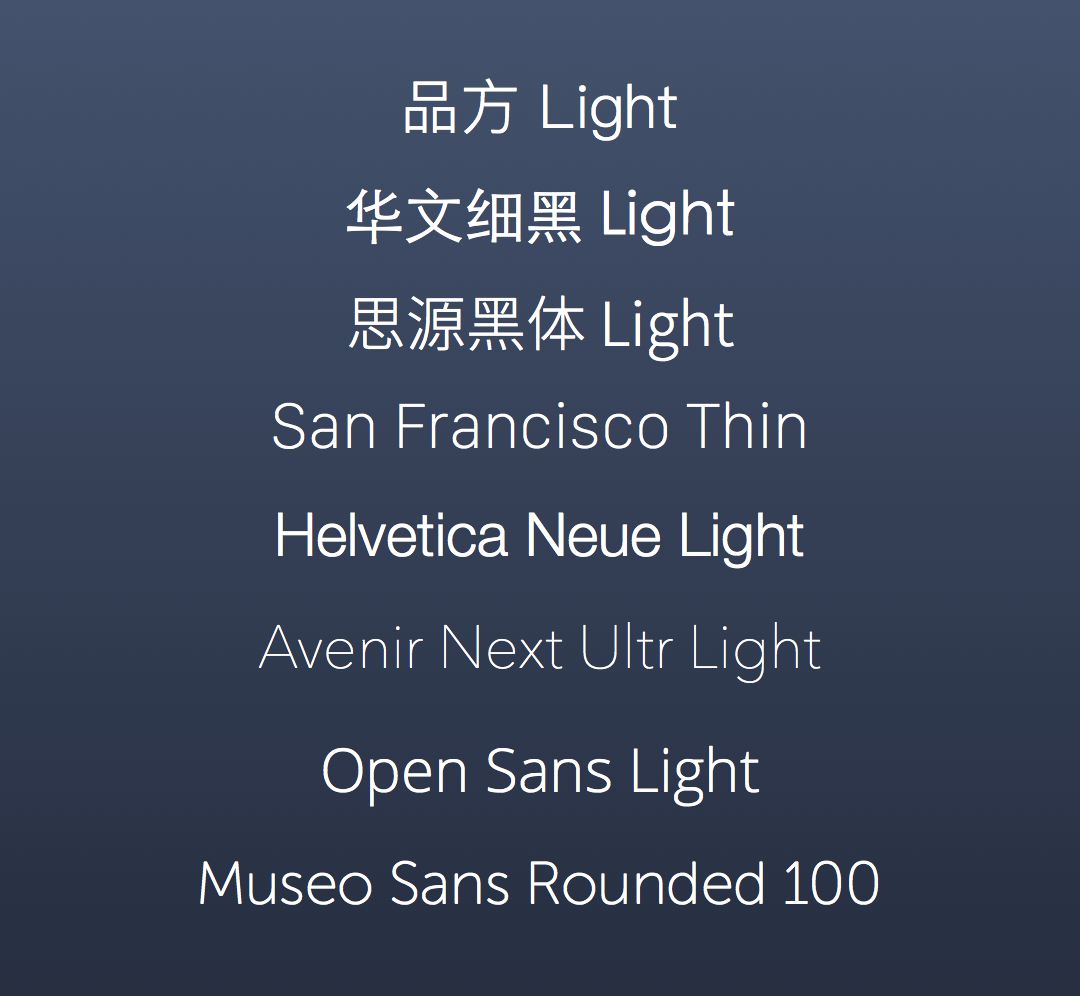 品方 Light
华文细黑 Light
思源黑体 Light
San Francisco Thin
Helvetica Neue Light
Avenir Next Ultr Light
Open Sans Light
Museo Sans Rounded 100